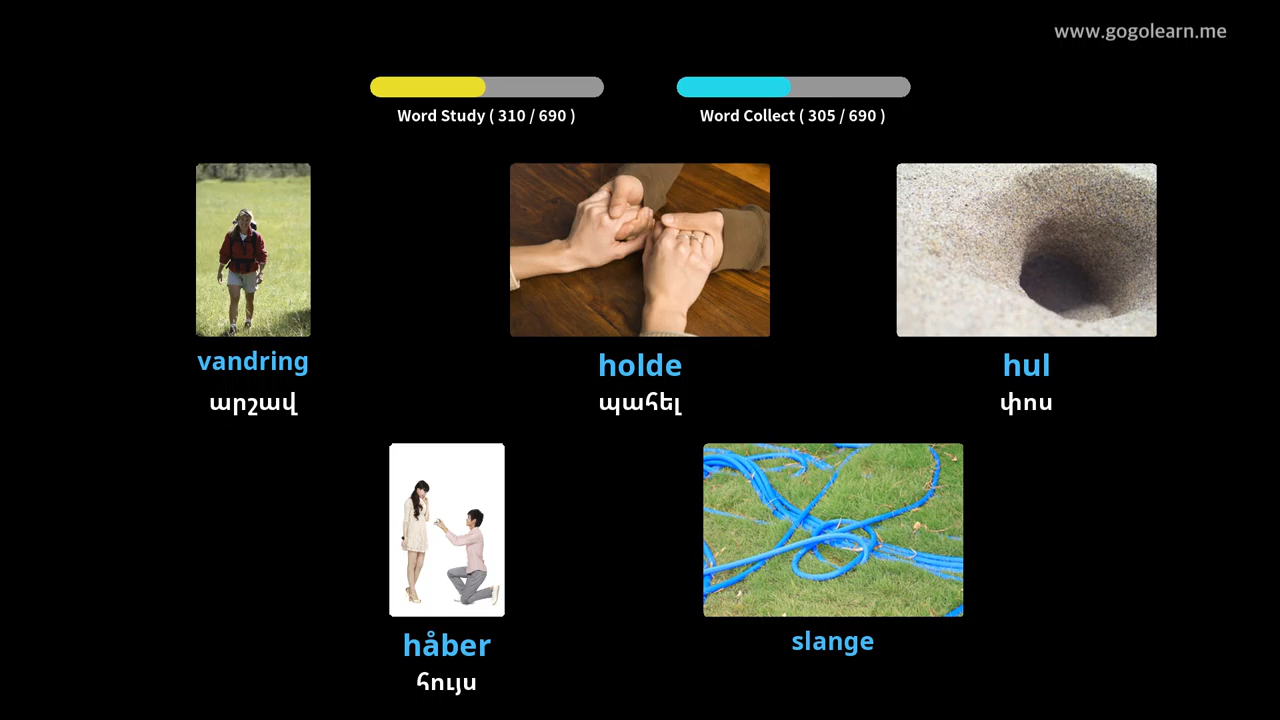 www.gogolearn.me
Word Study ( 310 / 690 )
Word Collect ( 305 / 690 )
vandring
արշավ
holde
պահել
hul
փոս
håber
հույս
slange